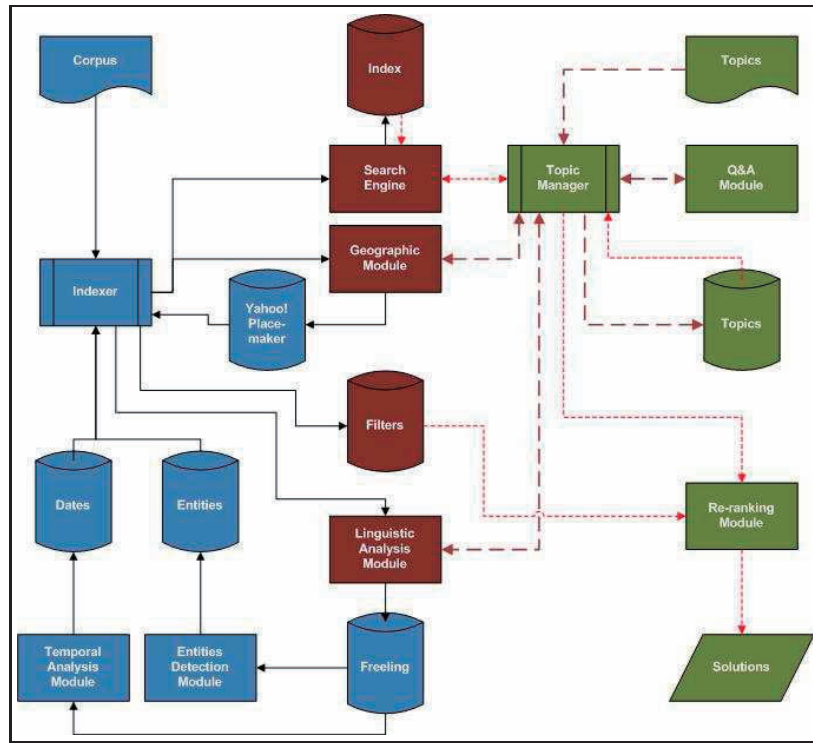 Corpus
Index
Topics
Search
Engine
Topic
Manager
Q&A
Module
Geographic
Module
Indexer
Yahoo!
Place-
maker
Topics
Filters
Dates
Entities
Linguistic
Analysis
Module
Re-ranking
Module
Temporal
Analysis
Module
Entities
Detection
Module
Freeling
Solutions